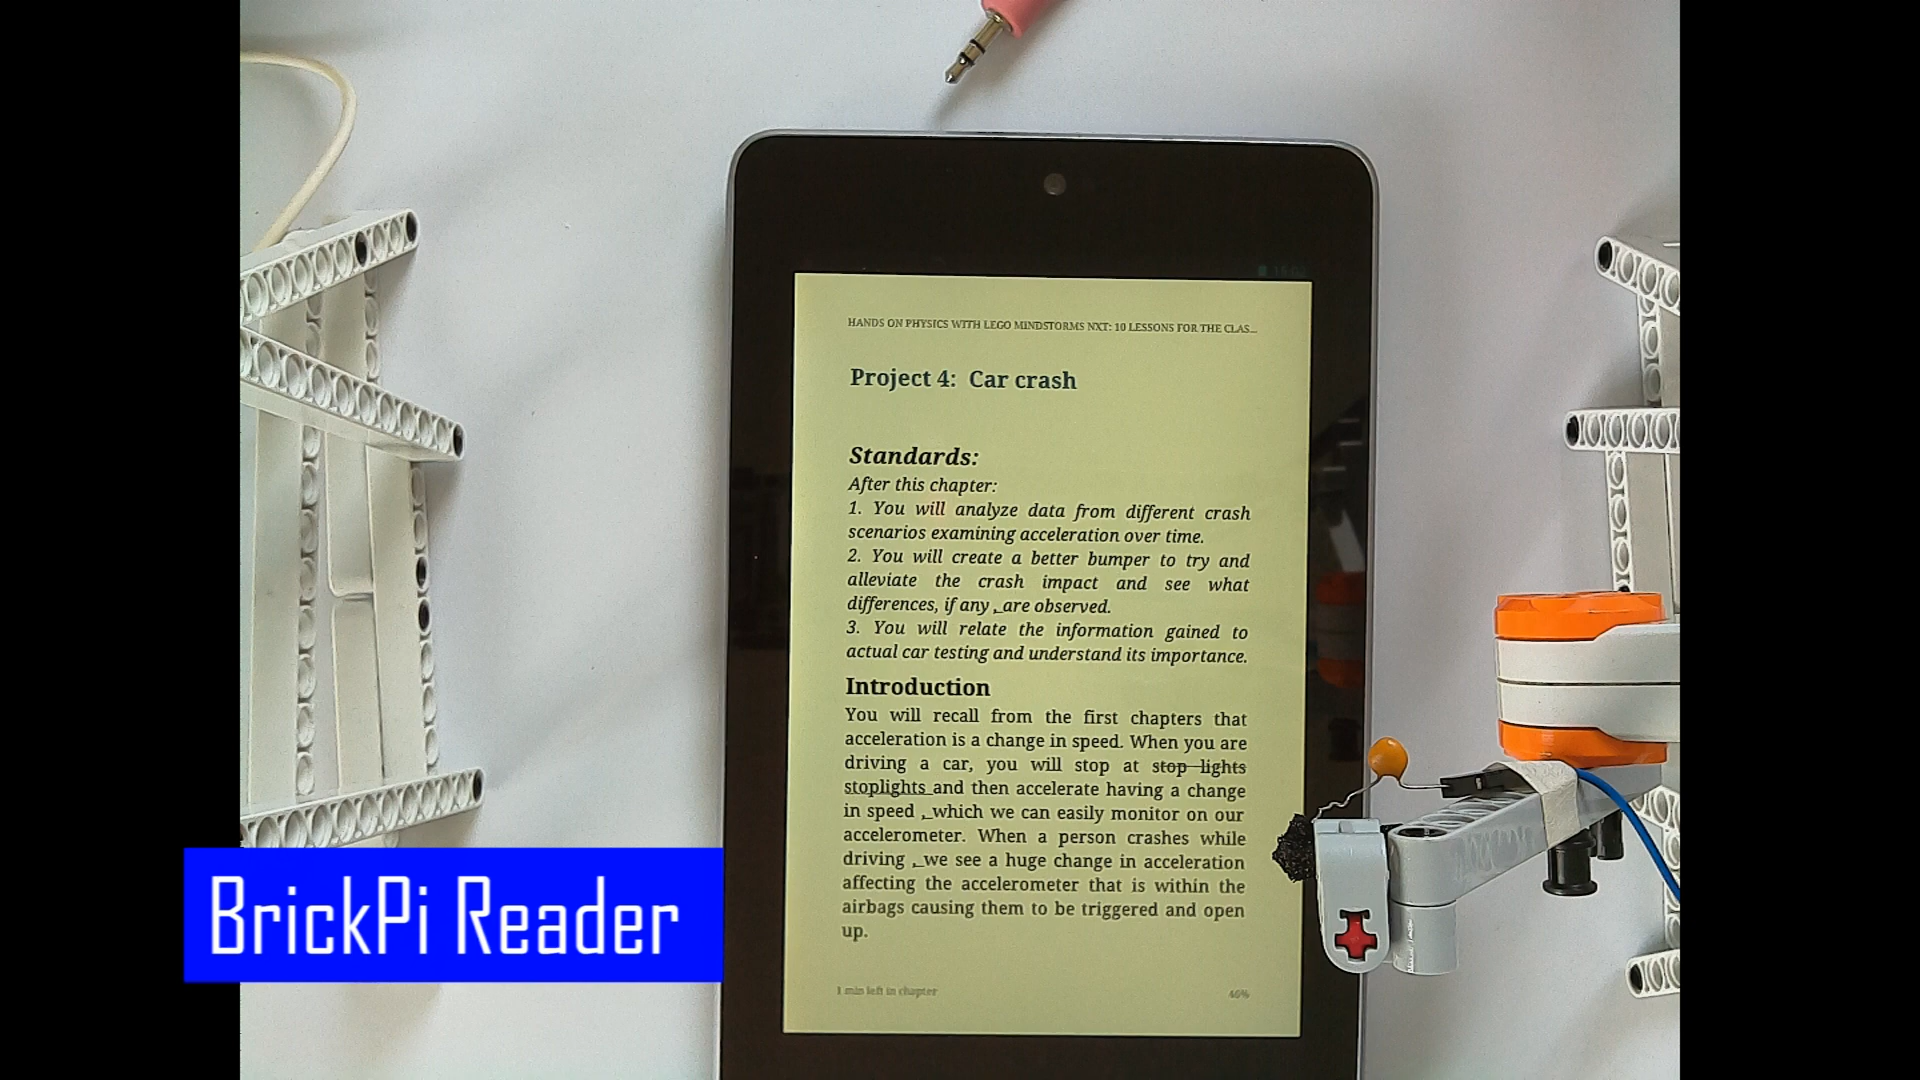 HANDS ON PHYSICS WITH LEGO MINDSTORMS NXT: 10 LESSONS FOR THE CLAS...
Project 4: Car crash
Standards:
After this chapter:
1. You will analyze data from different crash
scenarios examining acceleration over time.
2. You will create a better bumper to try and
alleviate the crash impact and see what
differences, if any , are observed.
3. You will relate the information gained to
actual car testing and understand its importance.
Introduction
You will recall from the first chapters that
acceleration is a change in speed. When you are
driving a car, you will stop at stop lights
stoplights and then accelerate having a change
in speed , which we can easily monitor on our
accelerometer. When a person crashes while
driving , we see a huge change in acceleration
affecting the accelerometer that is within the
airbags causing them to be triggered and open
up.
1 min left in chapter
46%
BrickPi Reader